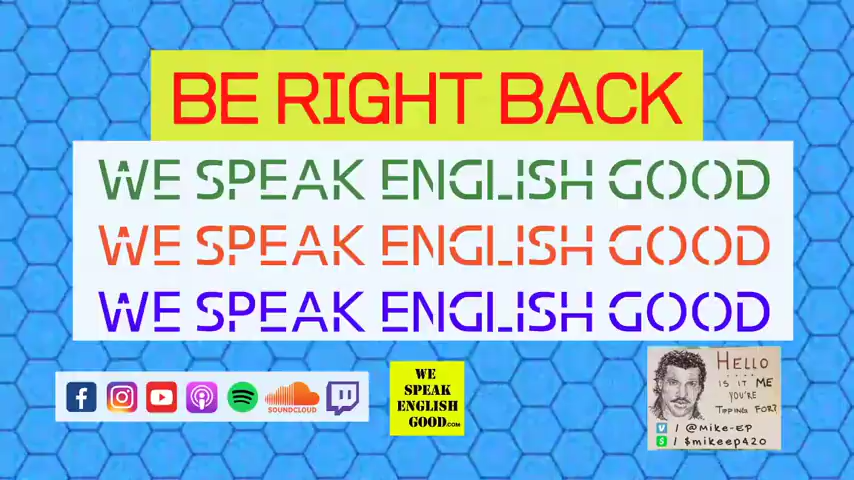 BE RIGHT BACK
WE SPEAK ENGLISH GOOD
WE SPEAK ENGLISH GOOD
WE SPEAK ENGLISH GOOD
SOUNDCLOUD
WE
SPEAK
ENGLISH
GOOD.COM
HELLO
IS IT ME
YOU'RE
TIPPING FOR?
/ @MIKE-EP
/ $mikeep420